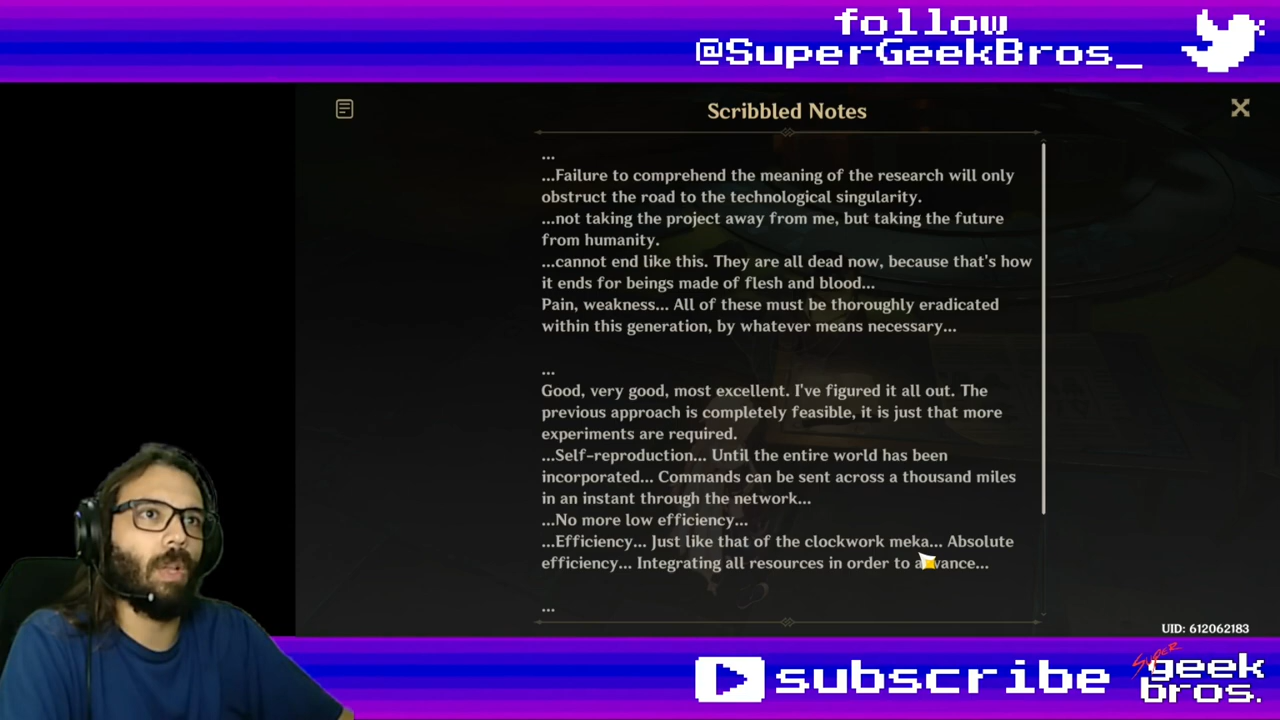 follow
@SuperGeekBros_
Scribbled Notes
...
...Failure to comprehend the meaning of the research will only
obstruct the road to the technological singularity.
...not taking the project away from me, but taking the future
from humanity.
...cannot end like this. They are all dead now, because that's how
it ends for beings made of flesh and blood...
Pain, weakness... All of these must be thoroughly eradicated
within this generation, by whatever means necessary...
...
Good, very good, most excellent. I've figured it all out. The
previous approach is completely feasible, it is just that more
experiments are required.
...Self-reproduction... Until the entire world has been
incorporated... Commands can be sent across a thousand miles
in an instant through the network...
...No more low efficiency...
...Efficiency... Just like that of the clockwork meka... Absolute
efficiency... Integrating all resources in order to advance...
...
UID: 612062183
subscribe
Super
geek
bros.